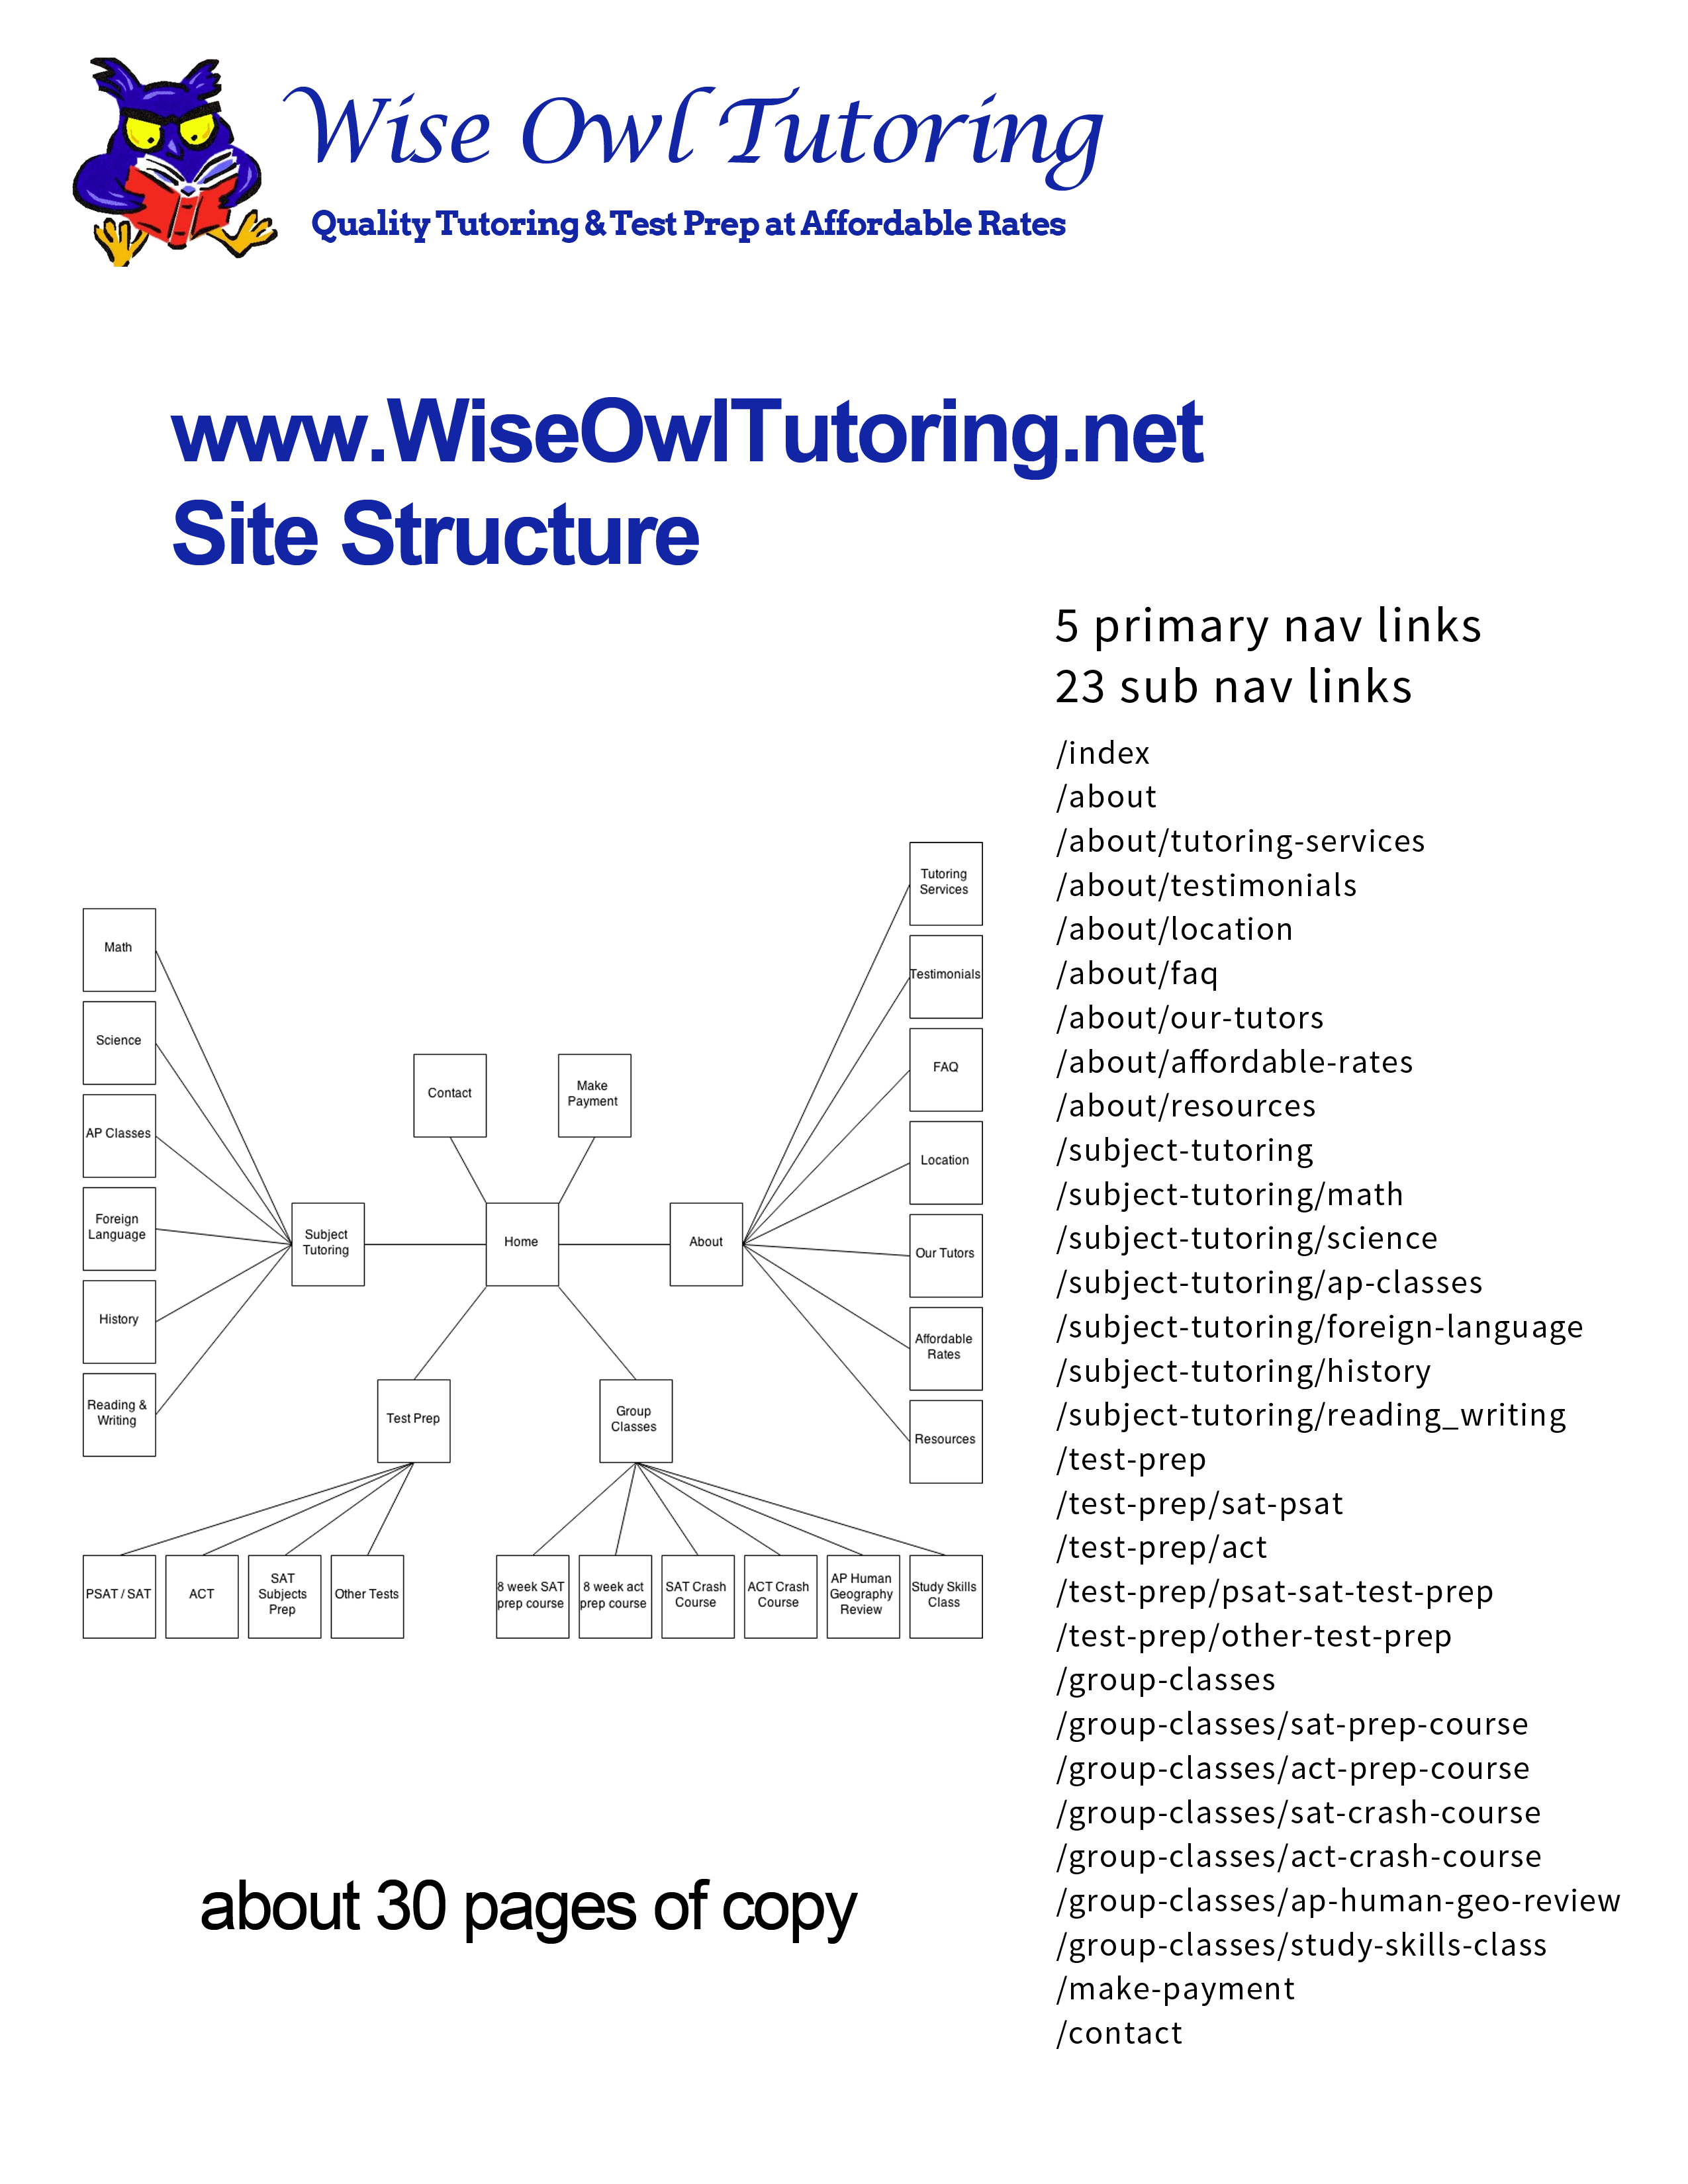 Wise Owl Tutoring
Quality Tutoring & Test Prep at Affordable Rates
www.WiseOwlTutoring.net
Site Structure
5 primary nav links
23 sub nav links
/index
/about
/about/tutoring-services
/about/testimonials
/about/location
/about/faq
/about/our-tutors
/about/affordable-rates
/about/resources
/subject-tutoring
/subject-tutoring/math
/subject-tutoring/science
/subject-tutoring/ap-classes
/subject-tutoring/foreign-language
/subject-tutoring/history
/subject-tutoring/reading_writing
/test-prep
/test-prep/sat-psat
/test-prep/act
/test-prep/psat-sat-test-prep
/test-prep/other-test-prep
/group-classes
/group-classes/sat-prep-course
/group-classes/act-prep-course
/group-classes/sat-crash-course
/group-classes/act-crash-course
/group-classes/ap-human-geo-review
/group-classes/study-skills-class
/make-payment
/contact
Math
Science
AP Classes
Foreign
Language
History
Reading &
Writing
Subject
Tutoring
Contact
Make
Payment
Home
About
Tutoring
Services
Testimonials
FAQ
Location
Our Tutors
Affordable
Rates
Resources
Test Prep
Group
Classes
PSAT / SAT
ACT
SAT
Subjects
Prep
Other Tests
8 week SAT
prep course
8 week act
prep course
SAT Crash
Course
ACT Crash
Course
AP Human
Geography
Review
Study Skills
Class
about 30 pages of copy